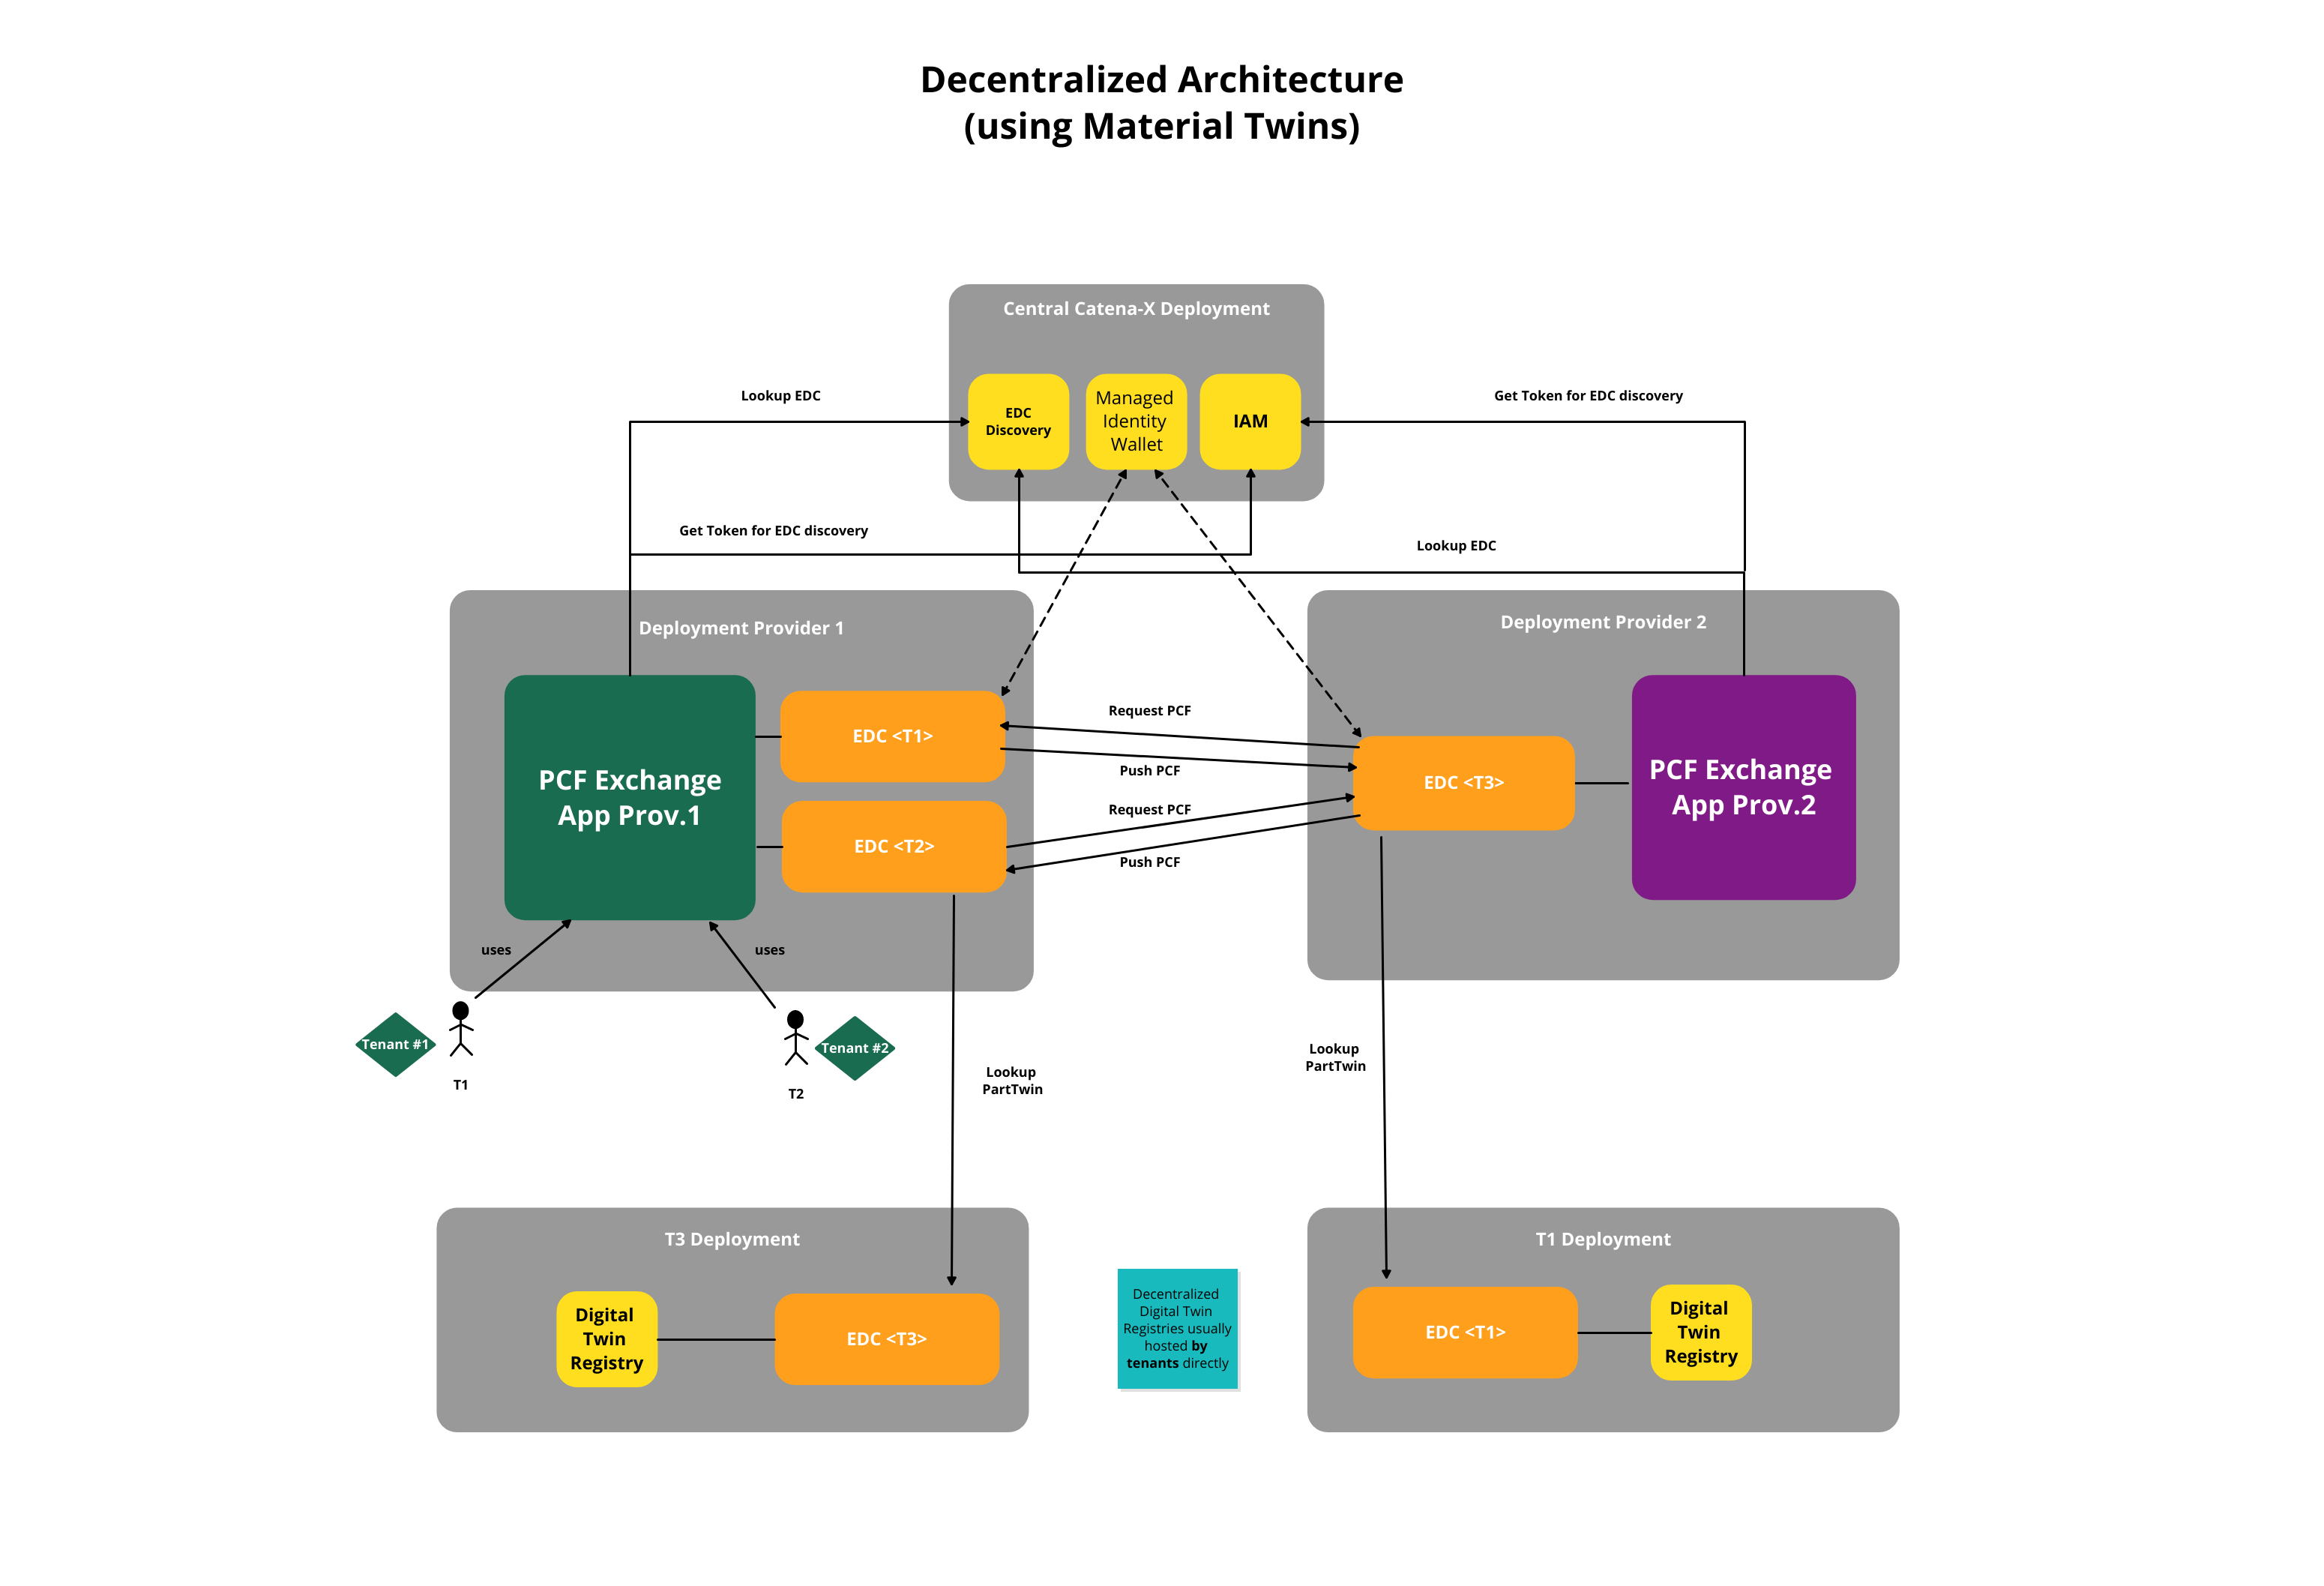 Decentralized Architecture
(using Material Twins)
Central Catena-X Deployment
EDC
Discovery
Managed
Identity
Wallet
IAM
Lookup EDC
Get Token for EDC discovery
Get Token for EDC discovery
Lookup EDC
Deployment Provider 1
PCF Exchange
App Prov.1
EDC <T1>
EDC <T2>
Request PCF
Push PCF
Request PCF
Push PCF
Deployment Provider 2
EDC <T3>
PCF Exchange
App Prov.2
uses
uses
Tenant #1
T1
Tenant #2
T2
Lookup
PartTwin
Lookup
PartTwin
T3 Deployment
Digital
Twin
Registry
EDC <T3>
Decentralized
Digital Twin
Registries usually
hosted by
tenants directly
T1 Deployment
EDC <T1>
Digital
Twin
Registry